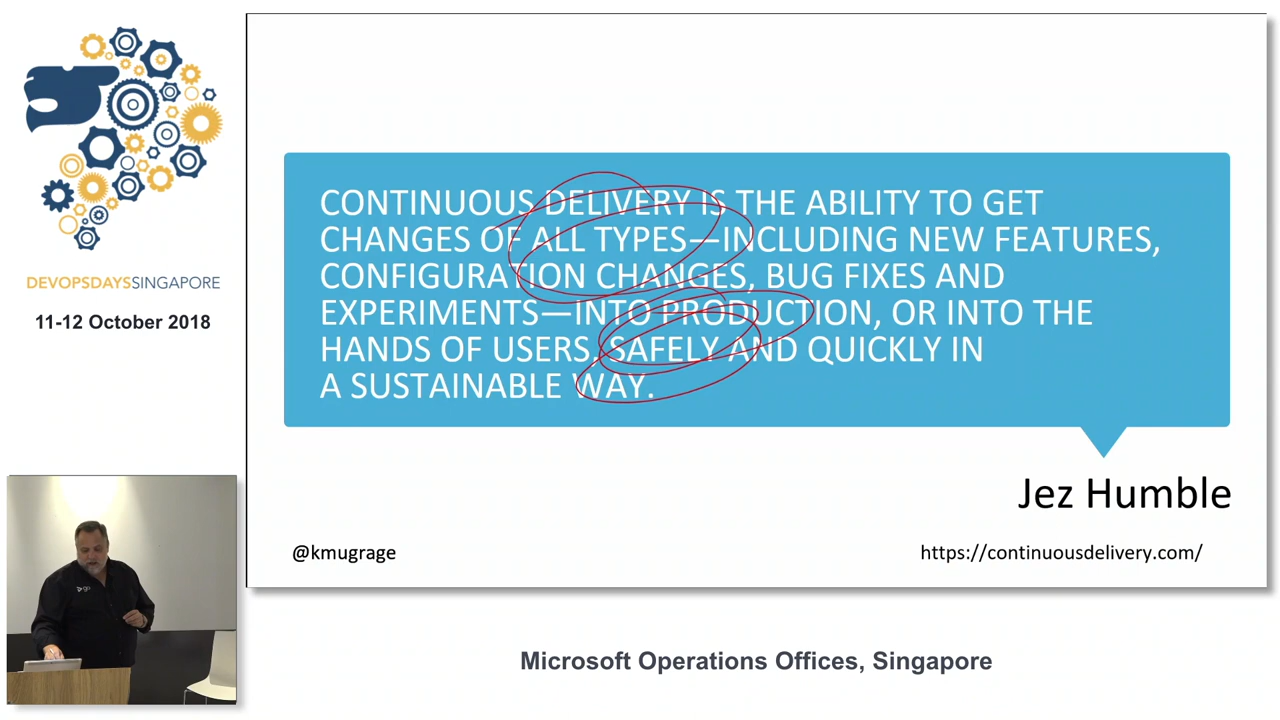 DEVOPSDAYSSINGAPORE
11-12 October 2018
CONTINUOUS DELIVERY IS THE ABILITY TO GET
CHANGES OF ALL TYPES—INCLUDING NEW FEATURES,
CONFIGURATION CHANGES, BUG FIXES AND
EXPERIMENTS—INTO PRODUCTION, OR INTO THE
HANDS OF USERS, SAFELY AND QUICKLY IN
A SUSTAINABLE WAY.
Jez Humble
@kmugrage
https://continuousdelivery.com/
go
Microsoft Operations Offices, Singapore